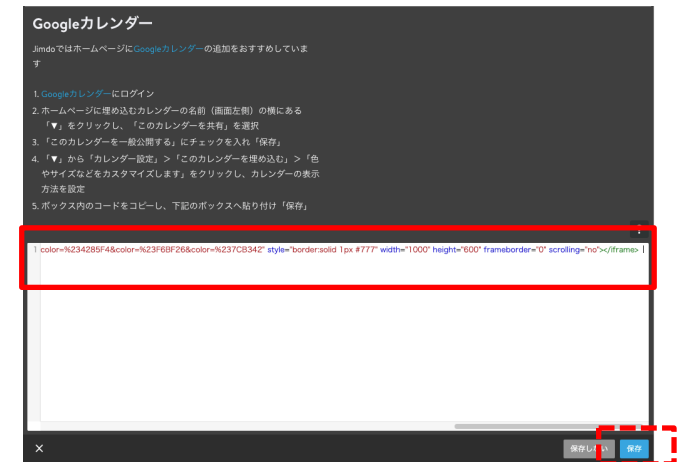 Googleカレンダー
JimdoではホームページにGoogleカレンダーの追加をおすすめしていま
す
1. Googleカレンダーにログイン
2. ホームページに埋め込むカレンダーの名前（画面左側）の横にある
「▼」をクリックし、「このカレンダーを共有」を選択
3. 「このカレンダーを一般公開する」にチェックを入れ「保存」
4. 「▼」から「カレンダー設定」＞「このカレンダーを埋め込む」＞「色
やサイズなどをカスタマイズします」をクリックし、カレンダーの表示
方法を設定
5. ボックス内のコードをコピーし、下記のボックスへ貼り付け「保存」
1 color=%234285F4&color=%23F6BF26&color=%237CB342" style="border:solid 1px #777" width="1000" height="600" frameborder="0" scrolling="no"></iframe>
保存しない 保存